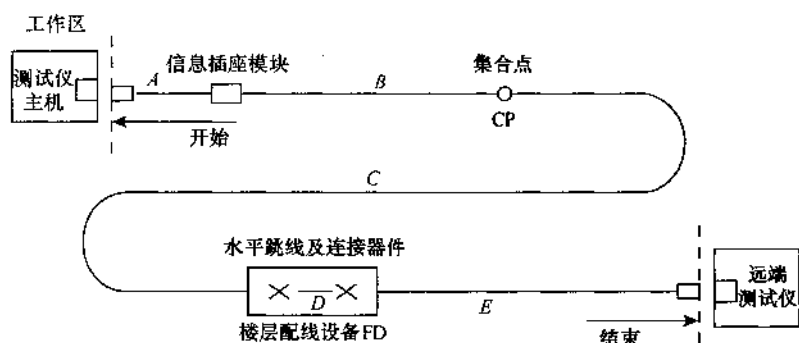 工作区
测试仪
主机
A
信息插座模块
B
集合点
CP
开始
C
水平跳线及连接器件
D
楼层配线设备FD
E
远端
测试仪
结束